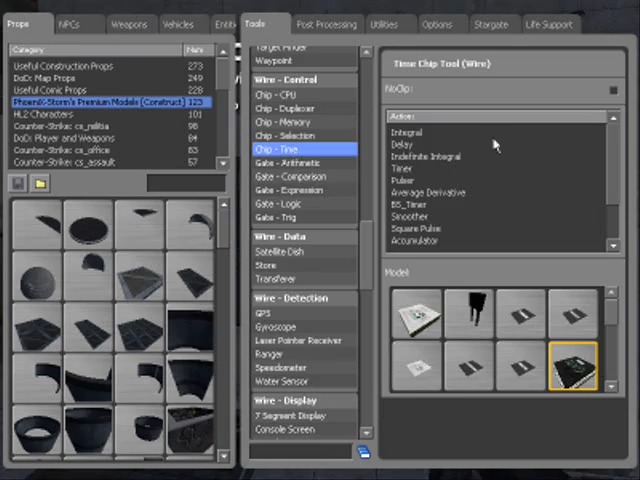 Props
NPCs
Weapons
Vehicles
Entit
Category
Num
Useful Construction Props 273
DoD: Map Props 249
Useful Comic Props 228
PhoeniX-Storm's Premium Models (Construct) 123
HL2 Characters 101
Counter-Strike: cs_militia 98
DoD: Player and Weapons 84
Counter-Strike: cs_office 83
Counter-Strike: cs_assault 57
Tools
Post Processing
Utilities
Options
Stargate
Life Support
Target Finder
Waypoint
Wire - Control
Chip - CPU
Chip - Duplexer
Chip - Memory
Chip - Selection
Chip - Time
Gate - Arithmetic
Gate - Comparison
Gate - Expression
Gate - Logic
Gate - Trig
Wire - Data
Satellite Dish
Store
Transferer
Wire - Detection
GPS
Gyroscope
Laser Pointer Receiver
Ranger
Speedometer
Water Sensor
Wire - Display
7 Segment Display
Console Screen
Time Chip Tool (Wire)
NoClip:
Action:
Integral
Delay
Indefinite Integral
Timer
Pulser
Average Derivative
BS_Timer
Smoother
Square Pulse
Accumulator
Model: